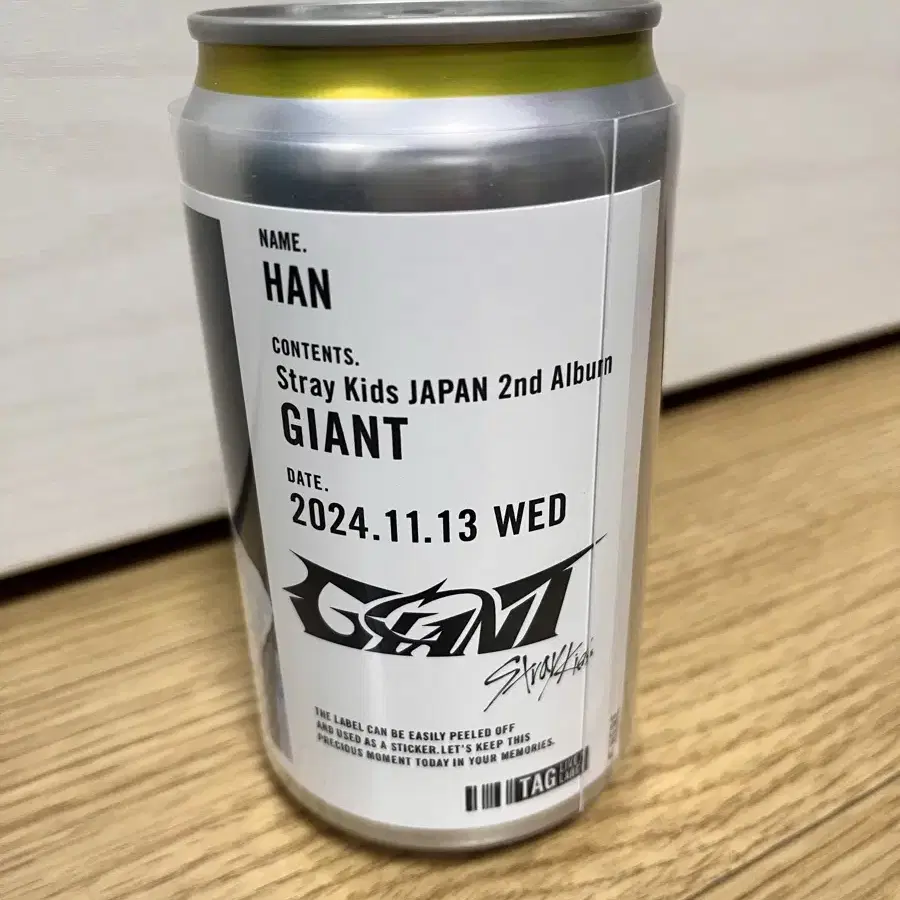 NAME.
HAN
CONTENTS.
Stray Kids JAPAN 2nd Album
GIANT
DATE.
2024.11.13 WED
GIANT
Stray Kids
THE LABEL CAN BE EASILY PEELED OFF
AND USED AS A STICKER. LET'S KEEP THIS
PRECIOUS MOMENT TODAY IN YOUR MEMORIES.
TAG LIVE LABEL